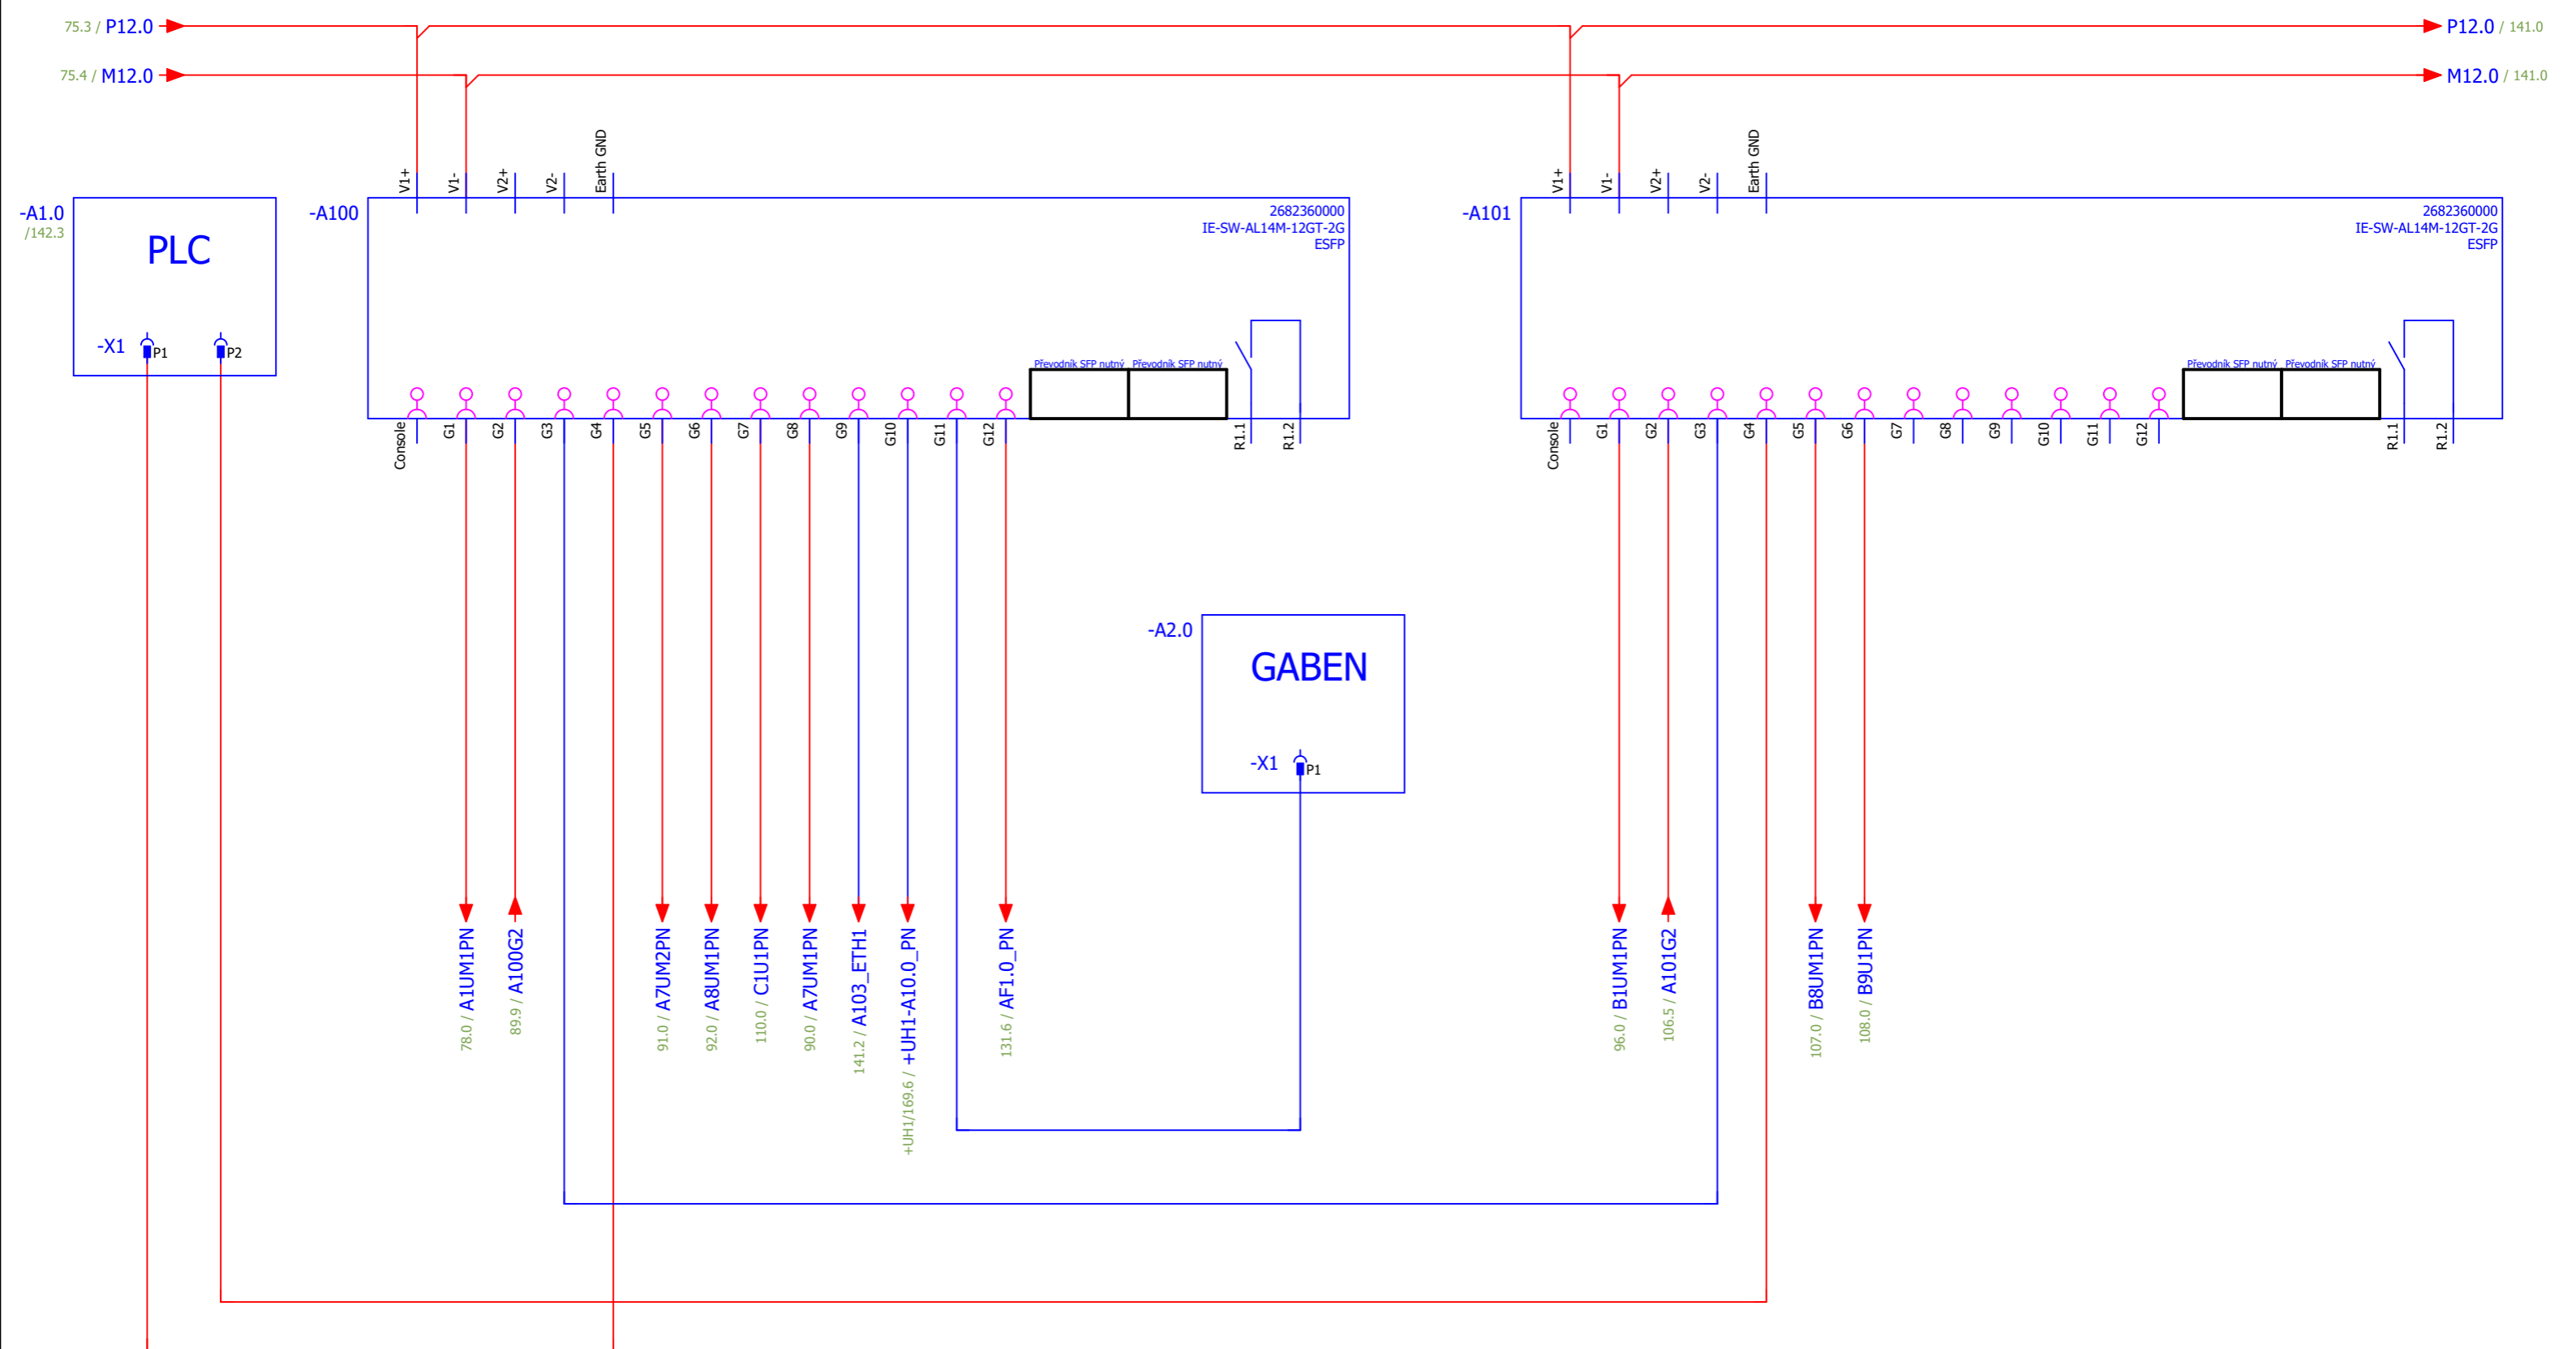 75.3 / P12.0
P12.0 / 141.0
75.4 / M12.0
M12.0 / 141.0
V1+
V1-
V2+
V2-
Earth GND
V1+
V1-
V2+
V2-
Earth GND
-A1.0
/142.3
PLC
-X1
P1
P2
-A100
2682360000
IE-SW-AL14M-12GT-2G
ESFP
Převodník SFP nutný
Převodník SFP nutný
Console
G1
G2
G3
G4
G5
G6
G7
G8
G9
G10
G11
G12
R1.1
R1.2
-A101
2682360000
IE-SW-AL14M-12GT-2G
ESFP
Převodník SFP nutný
Převodník SFP nutný
Console
G1
G2
G3
G4
G5
G6
G7
G8
G9
G10
G11
G12
R1.1
R1.2
-A2.0
GABEN
-X1
P1
78.0 / A1UM1PN
89.9 / A100G2
91.0 / A7UM2PN
92.0 / A8UM1PN
110.0 / C1U1PN
90.0 / A7UM1PN
141.2 / A103_ETH1
+UH1/169.6 / +UH1-A10.0_PN
131.6 / AF1.0_PN
96.0 / B1UM1PN
106.5 / A101G2
107.0 / B8UM1PN
108.0 / B9U1PN